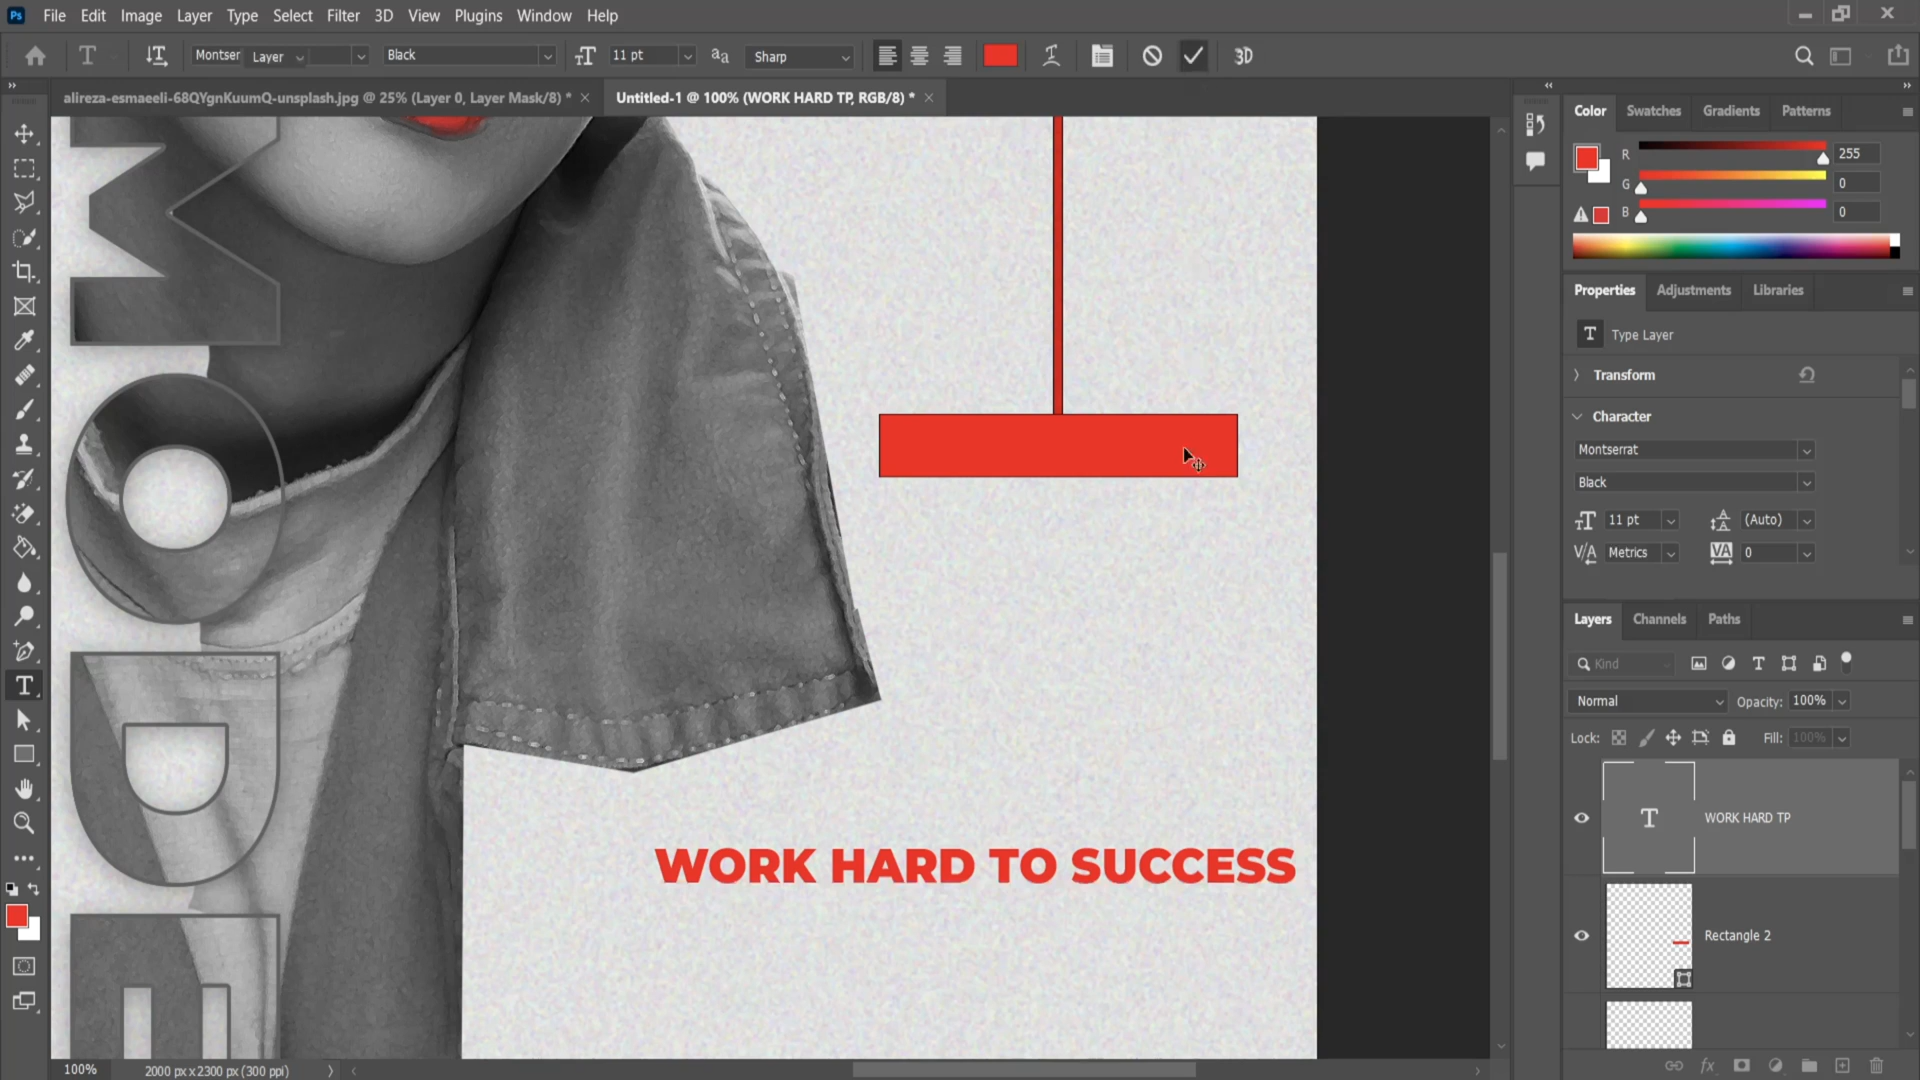 Ps File Edit Image Layer Type Select Filter 3D View Plugins Window Help
T Montser Layer Black 11 pt aa Sharp 3D
alireza-esmaeeli-68QYgnKuumQ-unsplash.jpg @ 25% (Layer 0, Layer Mask/8) * Untitled-1 @ 100% (WORK HARD TP, RGB/8) *
Color Swatches Gradients Patterns
R 255
G 0
B 0
Properties Adjustments Libraries
T Type Layer
Transform
Character
Montserrat
Black
11 pt (Auto)
Metrics 0
Layers Channels Paths
Kind
Normal Opacity: 100%
Lock: Fill: 100%
T WORK HARD TP
Rectangle 2
M
O
D
E
WORK HARD TO SUCCESS
100% 2000 px x 2300 px (300 ppi)